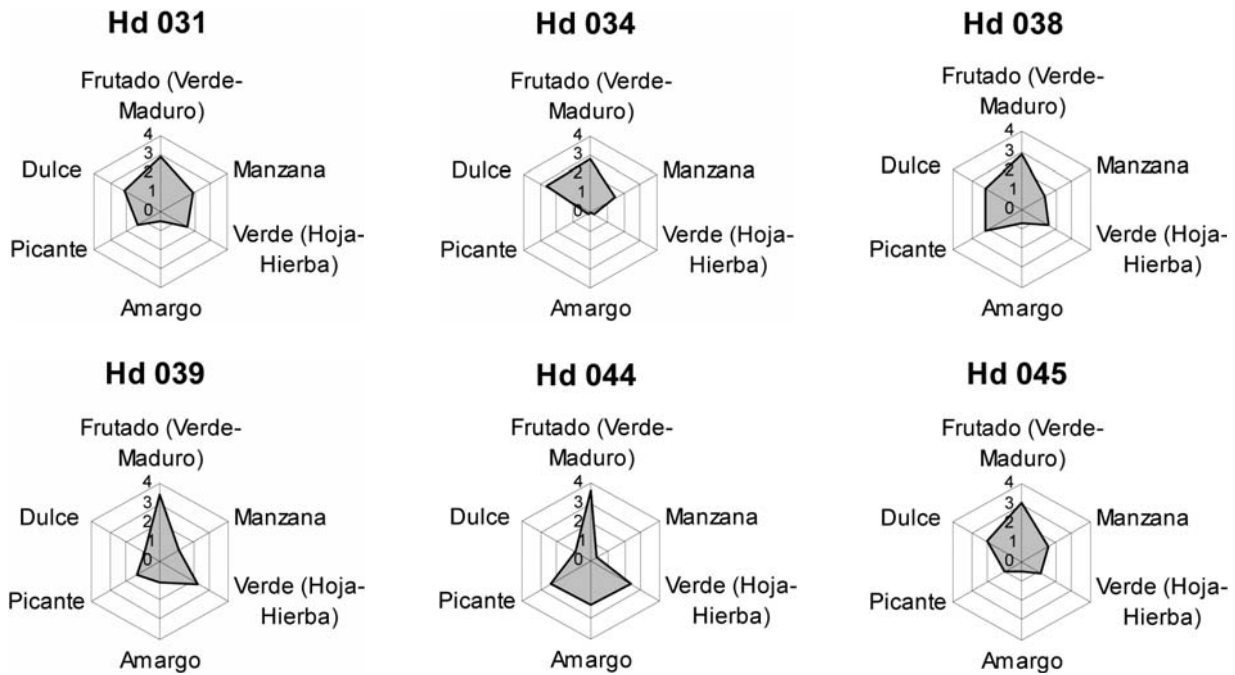 Hd 031
Frutado (Verde-
Maduro)
4
3
2
1
0
Dulce
Manzana
Picante
Verde (Hoja-
Hierba)
Amargo
Hd 034
Frutado (Verde-
Maduro)
4
3
2
1
0
Dulce
Manzana
Picante
Verde (Hoja-
Hierba)
Amargo
Hd 038
Frutado (Verde-
Maduro)
4
3
2
1
0
Dulce
Manzana
Picante
Verde (Hoja-
Hierba)
Amargo
Hd 039
Frutado (Verde-
Maduro)
4
3
2
1
0
Dulce
Manzana
Picante
Verde (Hoja-
Hierba)
Amargo
Hd 044
Frutado (Verde-
Maduro)
4
3
2
1
0
Dulce
Manzana
Picante
Verde (Hoja-
Hierba)
Amargo
Hd 045
Frutado (Verde-
Maduro)
4
3
2
1
0
Dulce
Manzana
Picante
Verde (Hoja-
Hierba)
Amargo